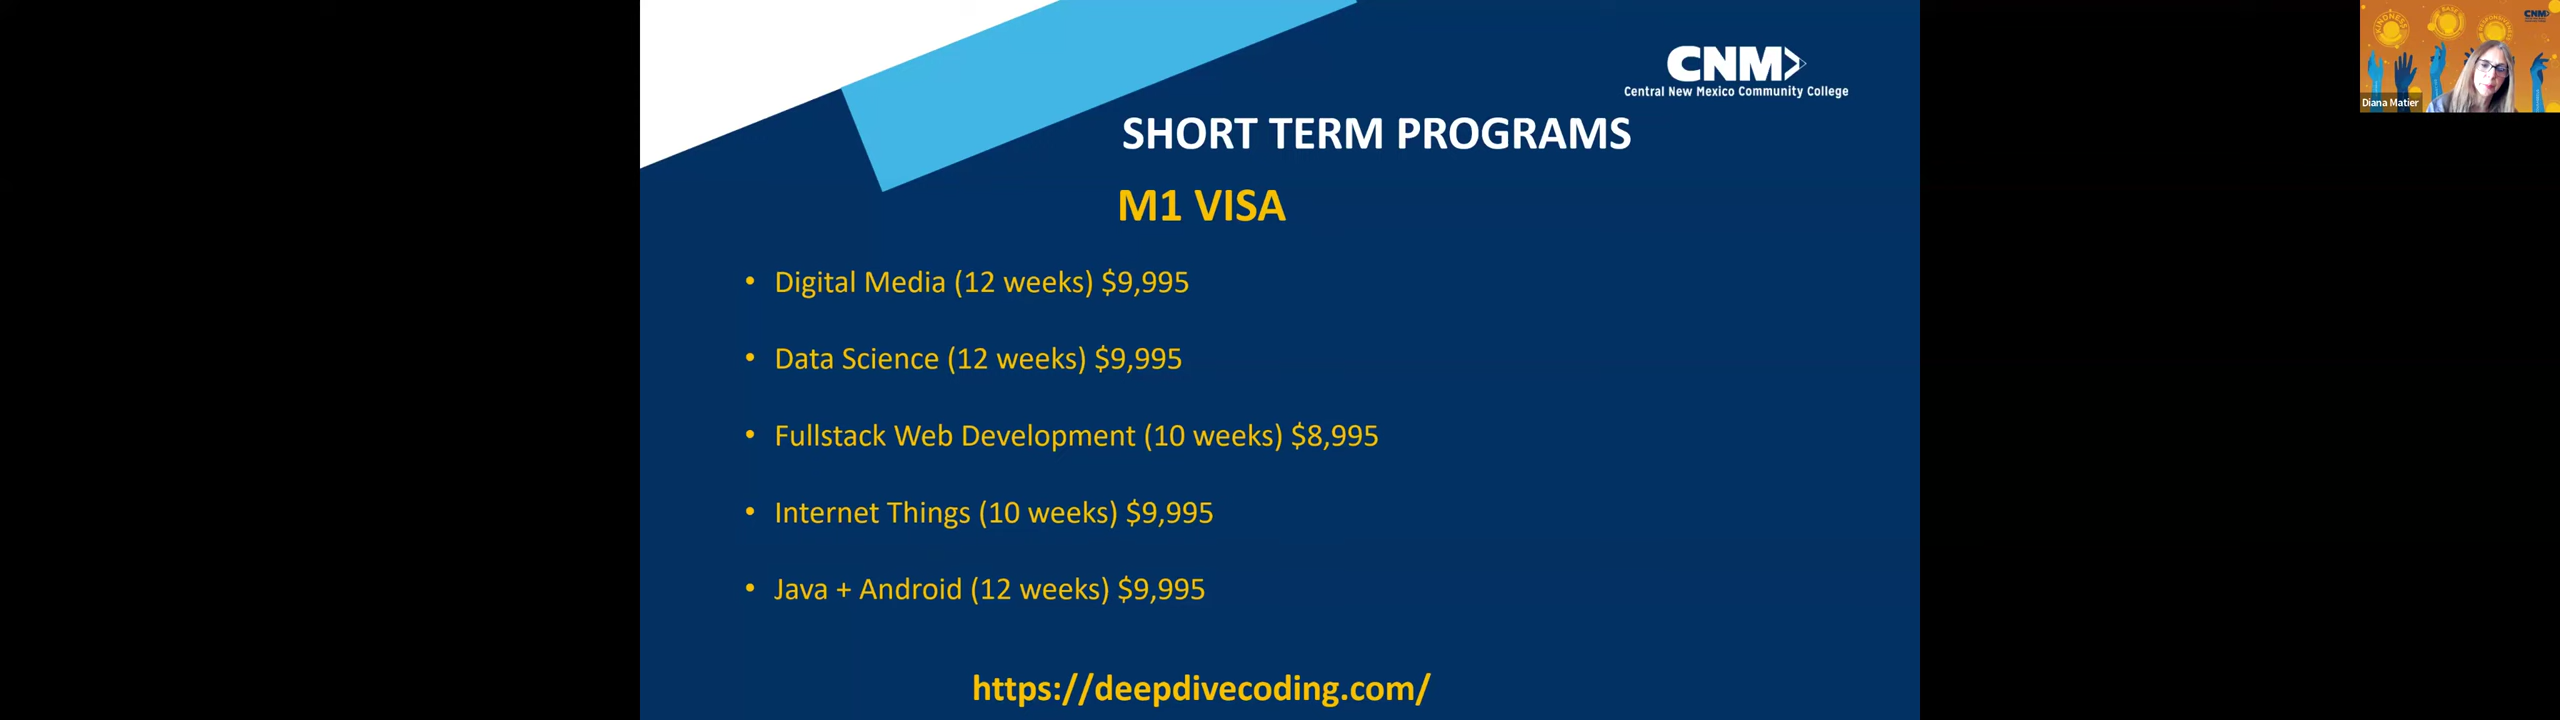 CNM
Central New Mexico Community College
SHORT TERM PROGRAMS
M1 VISA
• Digital Media (12 weeks) $9,995
• Data Science (12 weeks) $9,995
• Fullstack Web Development (10 weeks) $8,995
• Internet Things (10 weeks) $9,995
• Java + Android (12 weeks) $9,995
https://deepdivecoding.com/
KINDNESS
CNM
Diana Matier